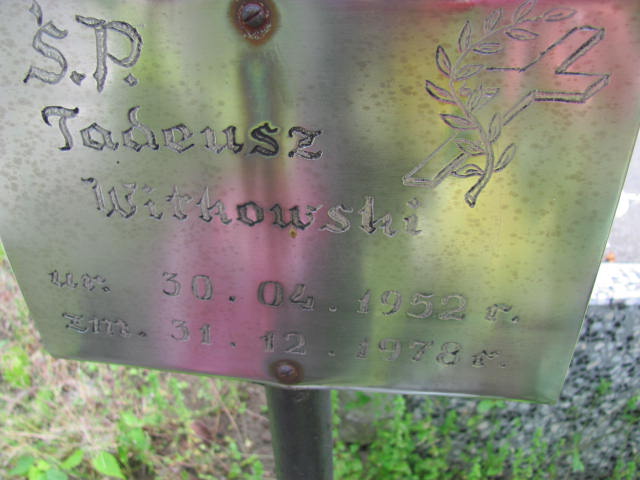 Ś.P.
Tadeusz
Witkowski
ur. 30.04.1952 r.
zm. 31.12.1978 r.